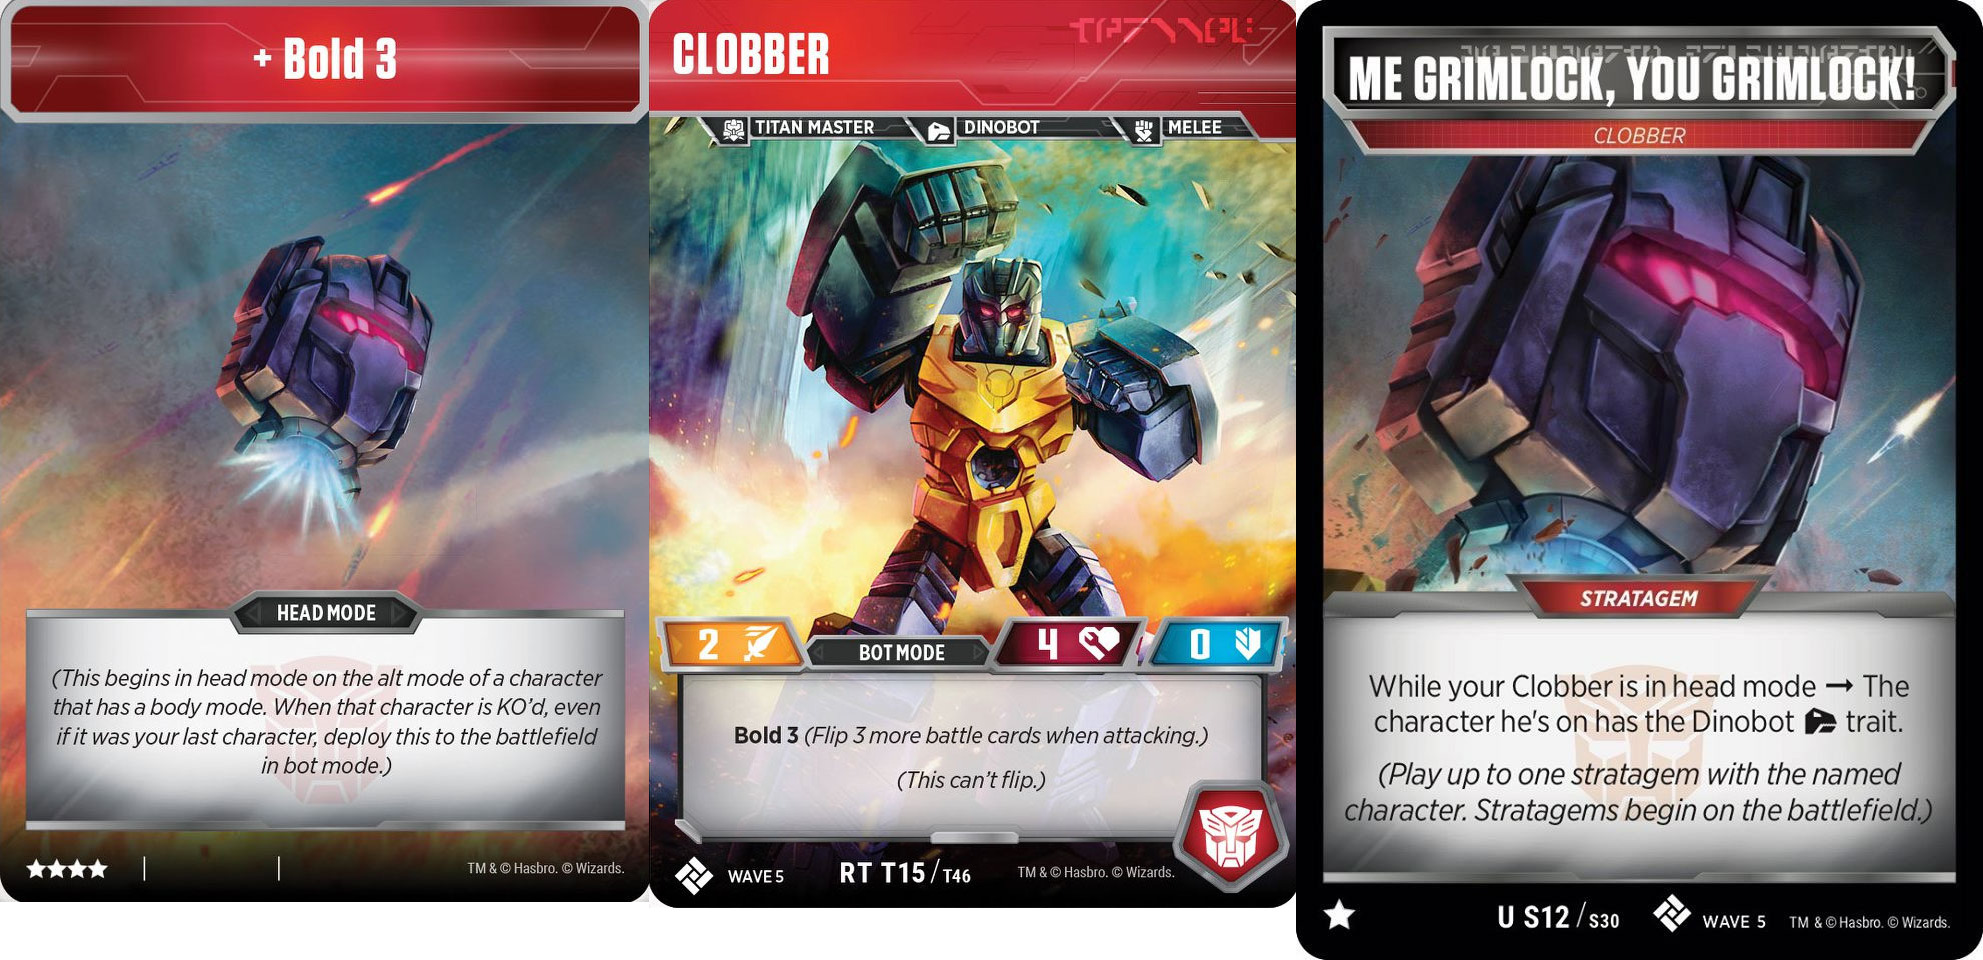 + Bold 3
HEAD MODE
(This begins in head mode on the alt mode of a character
that has a body mode. When that character is KO'd, even
if it was your last character, deploy this to the battlefield
in bot mode.)
TM & © Hasbro. © Wizards.
CLOBBER
TITAN MASTER
DINOBOT
MELEE
2
BOT MODE
4
0
Bold 3 (Flip 3 more battle cards when attacking.)
(This can't flip.)
WAVE 5
RT T15/T46
TM & © Hasbro. © Wizards.
ME GRIMLOCK, YOU GRIMLOCK!
CLOBBER
STRATAGEM
While your Clobber is in head mode → The
character he's on has the Dinobot trait.
(Play up to one stratagem with the named
character. Stratagems begin on the battlefield.)
U S12/S30
WAVE 5
TM & © Hasbro. © Wizards.